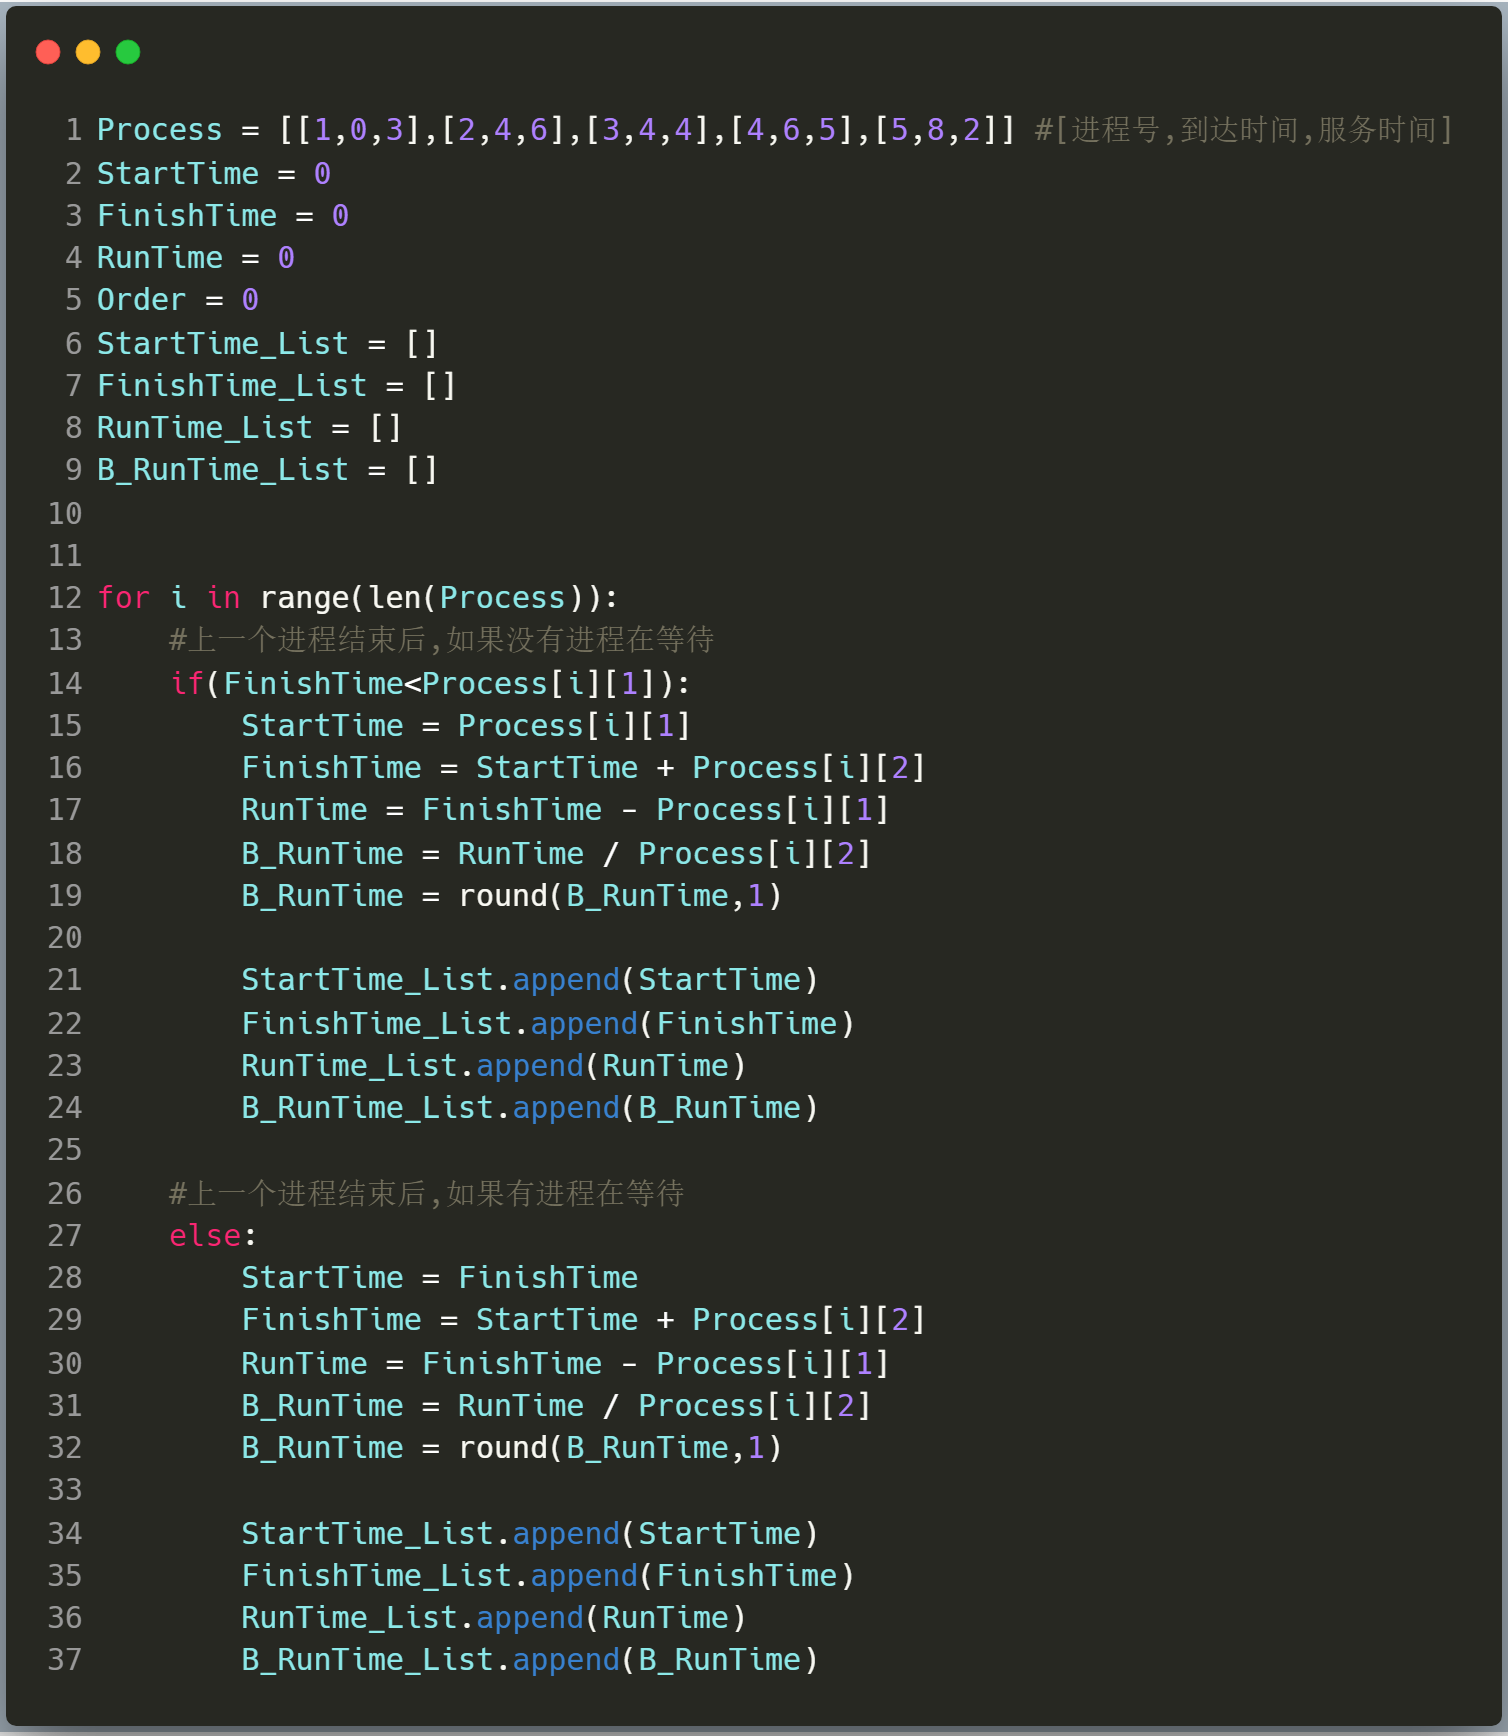 1 Process = [[1,0,3],[2,4,6],[3,4,4],[4,6,5],[5,8,2]] #[进程号,到达时间,服务时间]
2 StartTime = 0
3 FinishTime = 0
4 RunTime = 0
5 Order = 0
6 StartTime_List = []
7 FinishTime_List = []
8 RunTime_List = []
9 B_RunTime_List = []
10
11
12 for i in range(len(Process)):
13     #上一个进程结束后,如果没有进程在等待
14     if(FinishTime<Process[i][1]):
15         StartTime = Process[i][1]
16         FinishTime = StartTime + Process[i][2]
17         RunTime = FinishTime - Process[i][1]
18         B_RunTime = RunTime / Process[i][2]
19         B_RunTime = round(B_RunTime,1)
20
21         StartTime_List.append(StartTime)
22         FinishTime_List.append(FinishTime)
23         RunTime_List.append(RunTime)
24         B_RunTime_List.append(B_RunTime)
25
26     #上一个进程结束后,如果有进程在等待
27     else:
28         StartTime = FinishTime
29         FinishTime = StartTime + Process[i][2]
30         RunTime = FinishTime - Process[i][1]
31         B_RunTime = RunTime / Process[i][2]
32         B_RunTime = round(B_RunTime,1)
33
34         StartTime_List.append(StartTime)
35         FinishTime_List.append(FinishTime)
36         RunTime_List.append(RunTime)
37         B_RunTime_List.append(B_RunTime)